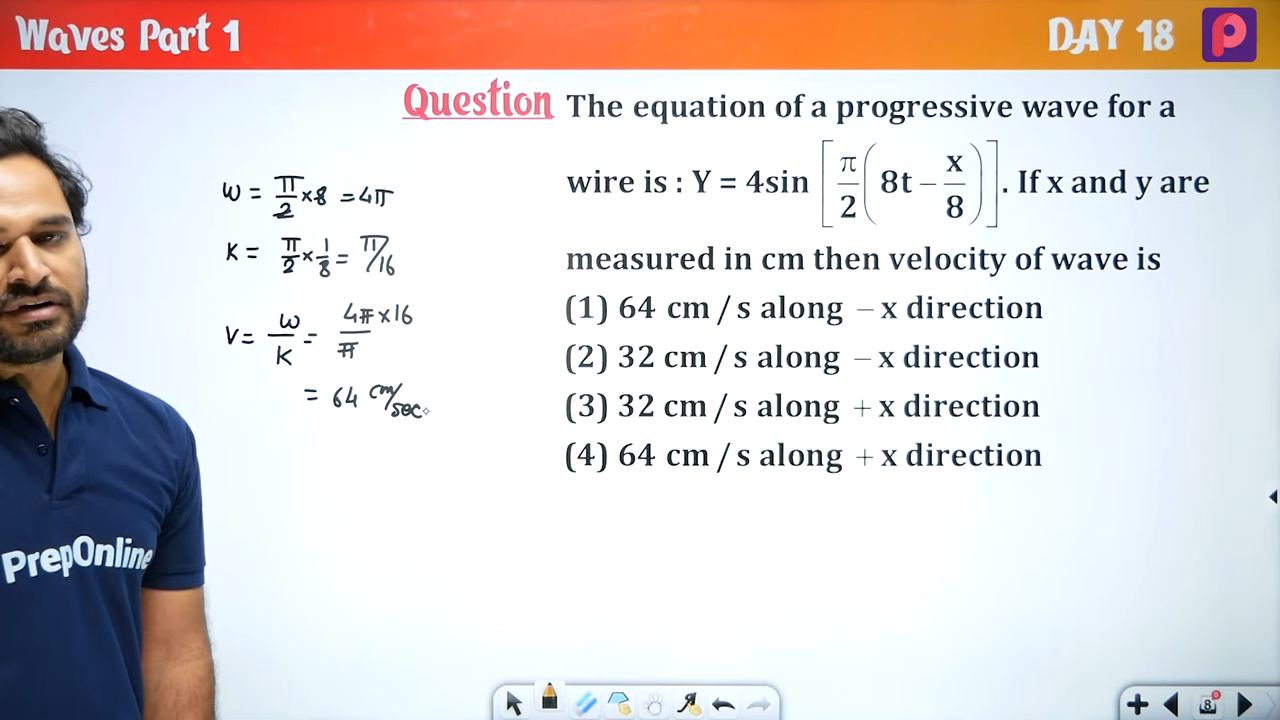 Waves Part 1
DAY 18
Question The equation of a progressive wave for a
wire is : Y = 4sin [π/2 (8t − x/8)]. If x and y are
measured in cm then velocity of wave is
(1) 64 cm / s along − x direction
(2) 32 cm / s along − x direction
(3) 32 cm / s along + x direction
(4) 64 cm / s along + x direction
ω = π/2 × 8 = 4π
K = π/2 × 1/8 = π/16
V = ω/K = 4π × 16/π
= 64 cm/sec.
PrepOnline
8